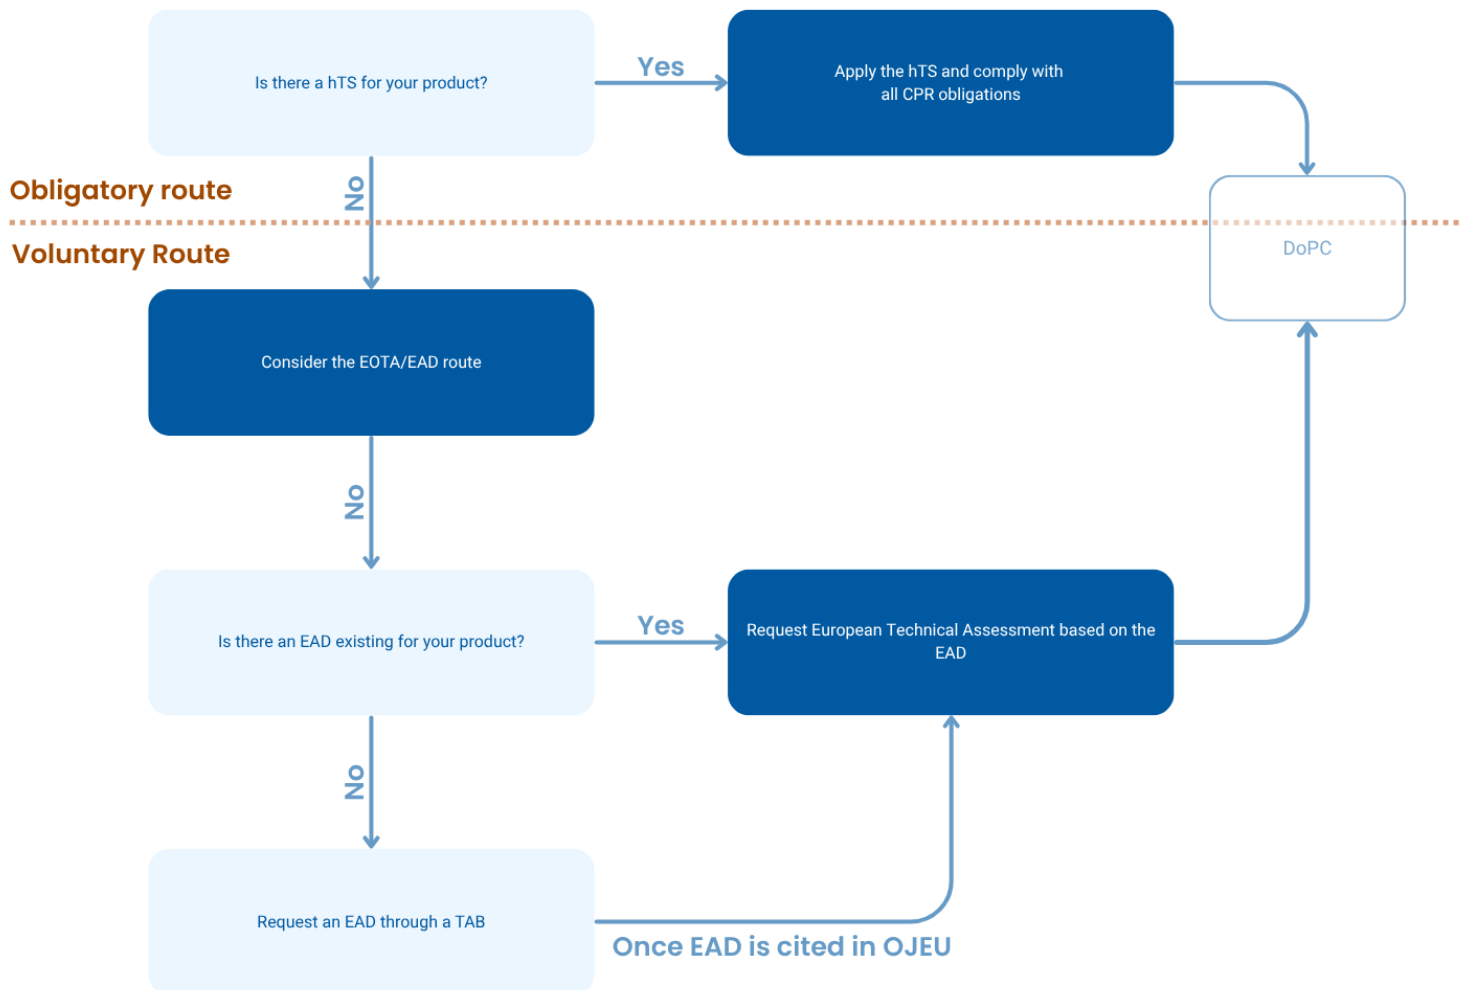 Is there a hTS for your product?
Yes
Apply the hTS and comply with
all CPR obligations
No
Obligatory route
Voluntary Route
DoPC
Consider the EOTA/EAD route
No
Is there an EAD existing for your product?
Yes
Request European Technical Assessment based on the
EAD
No
Request an EAD through a TAB
Once EAD is cited in OJEU